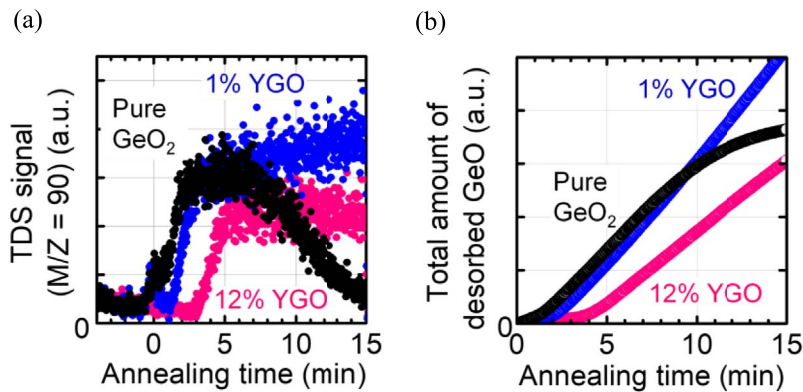 (a)
TDS signal
(M/Z = 90) (a.u.)
1% YGO
Pure
GeO₂
12% YGO
0
0 5 10 15
Annealing time (min)
(b)
Total amount of
desorbed GeO (a.u.)
1% YGO
Pure
GeO₂
12% YGO
0
0 5 10 15
Annealing time (min)